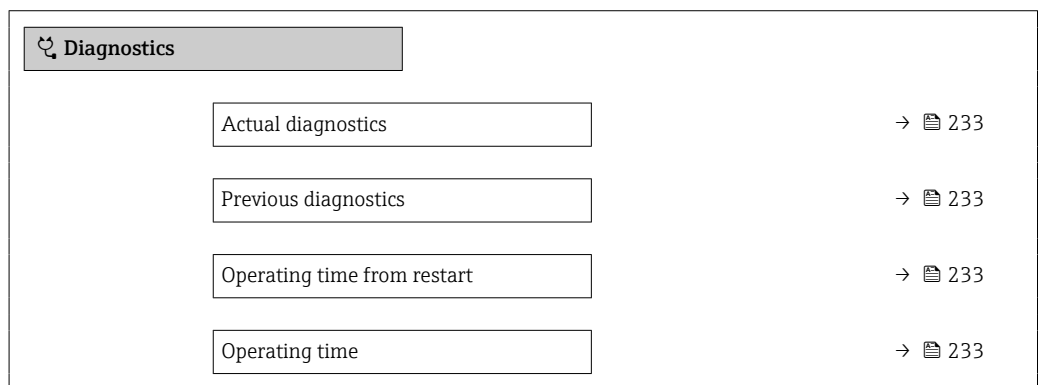 Diagnostics
Actual diagnostics → 233
Previous diagnostics → 233
Operating time from restart → 233
Operating time → 233